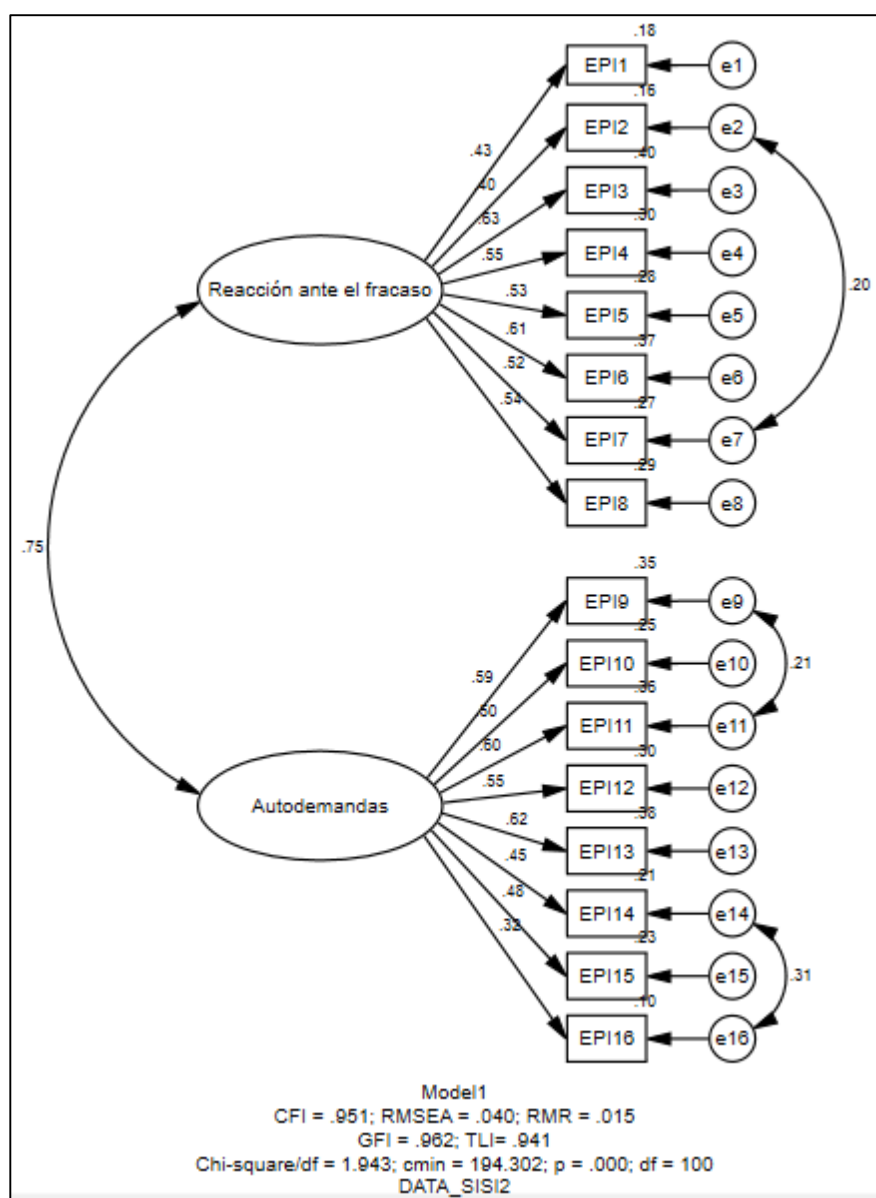 .18
EPI1
e1
.16
EPI2
e2
.43
.40
.40
EPI3
e3
.63
.30
EPI4
e4
.55
.28
.20
Reacción ante el fracaso
EPI5
e5
.53
.37
.61
EPI6
e6
.52
.27
.54
EPI7
e7
.29
EPI8
e8
.75
.35
EPI9
e9
.25
EPI10
e10
.21
.59
.36
.50
EPI11
e11
.60
.30
.55
EPI12
e12
Autodemandas
.38
.62
EPI13
e13
.45
.21
.48
EPI14
e14
.32
.23
EPI15
e15
.31
.10
EPI16
e16
Model1
CFI = .951; RMSEA = .040; RMR = .015
GFI = .962; TLI= .941
Chi-square/df = 1.943; cmin = 194.302; p = .000; df = 100
DATA_SISI2